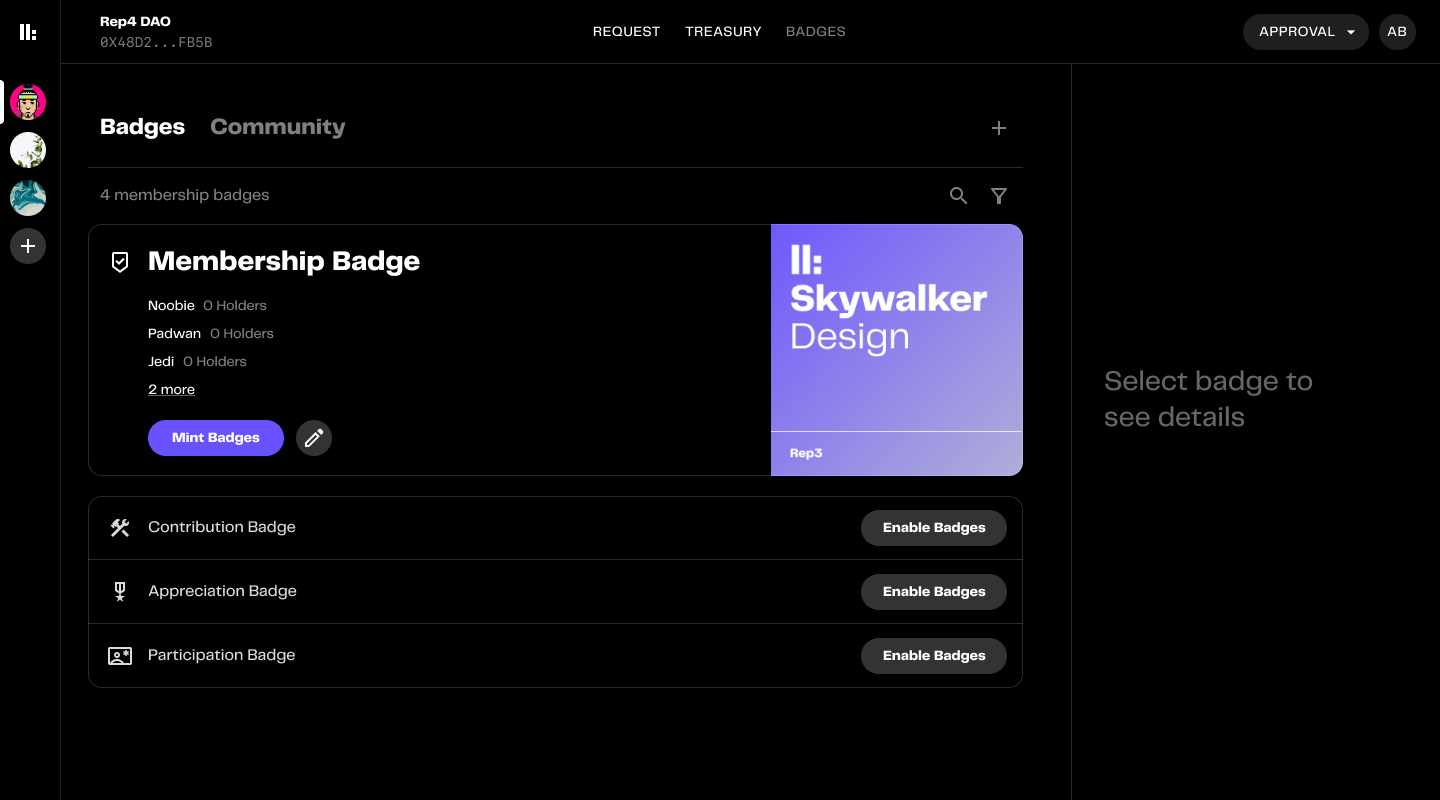 Rep4 DAO
0X48D2...FB5B
REQUEST TREASURY BADGES
APPROVAL
AB
Badges Community
4 membership badges
Membership Badge
Noobie 0 Holders
Padwan 0 Holders
Jedi 0 Holders
2 more
Mint Badges
Skywalker
Design
Rep3
Contribution Badge
Enable Badges
Appreciation Badge
Enable Badges
Participation Badge
Enable Badges
Select badge to
see details